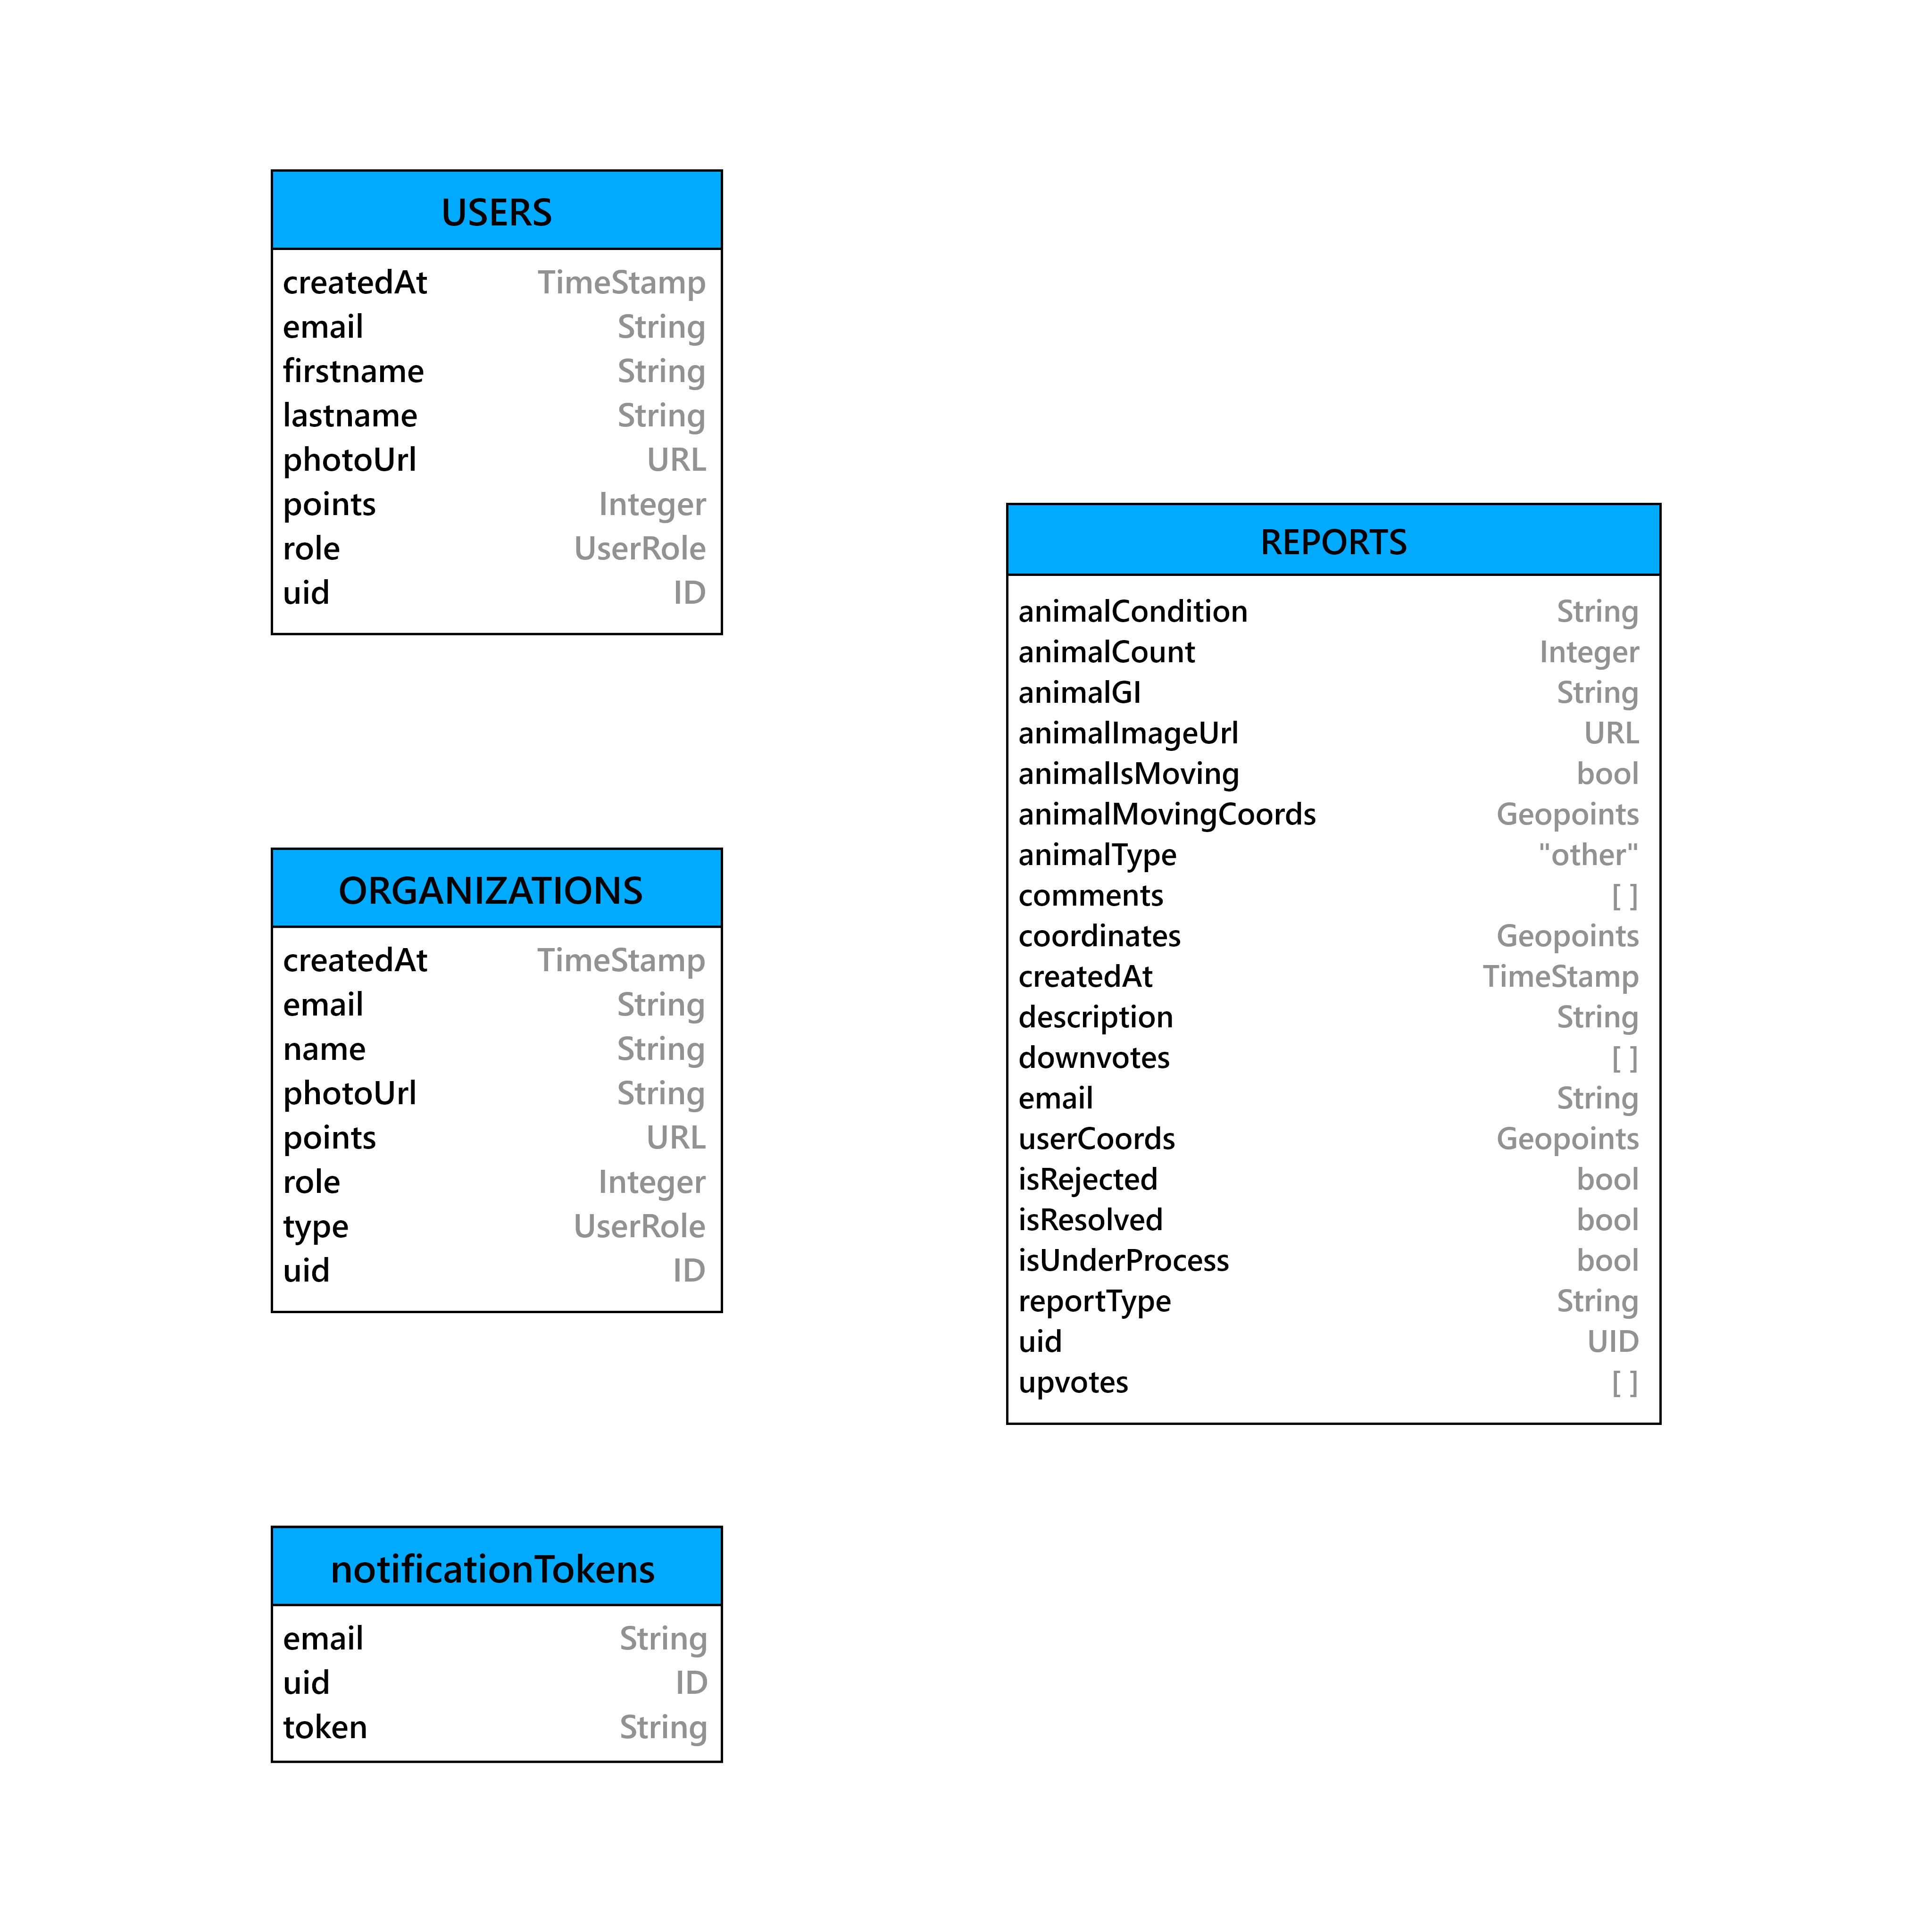 USERS
createdAt TimeStamp
email String
firstname String
lastname String
photoUrl URL
points Integer
role UserRole
uid ID
ORGANIZATIONS
createdAt TimeStamp
email String
name String
photoUrl String
points URL
role Integer
type UserRole
uid ID
notificationTokens
email String
uid ID
token String
REPORTS
animalCondition String
animalCount Integer
animalGI String
animalImageUrl URL
animalIsMoving bool
animalMovingCoords Geopoints
animalType "other"
comments [ ]
coordinates Geopoints
createdAt TimeStamp
description String
downvotes [ ]
email String
userCoords Geopoints
isRejected bool
isResolved bool
isUnderProcess bool
reportType String
uid UID
upvotes [ ]